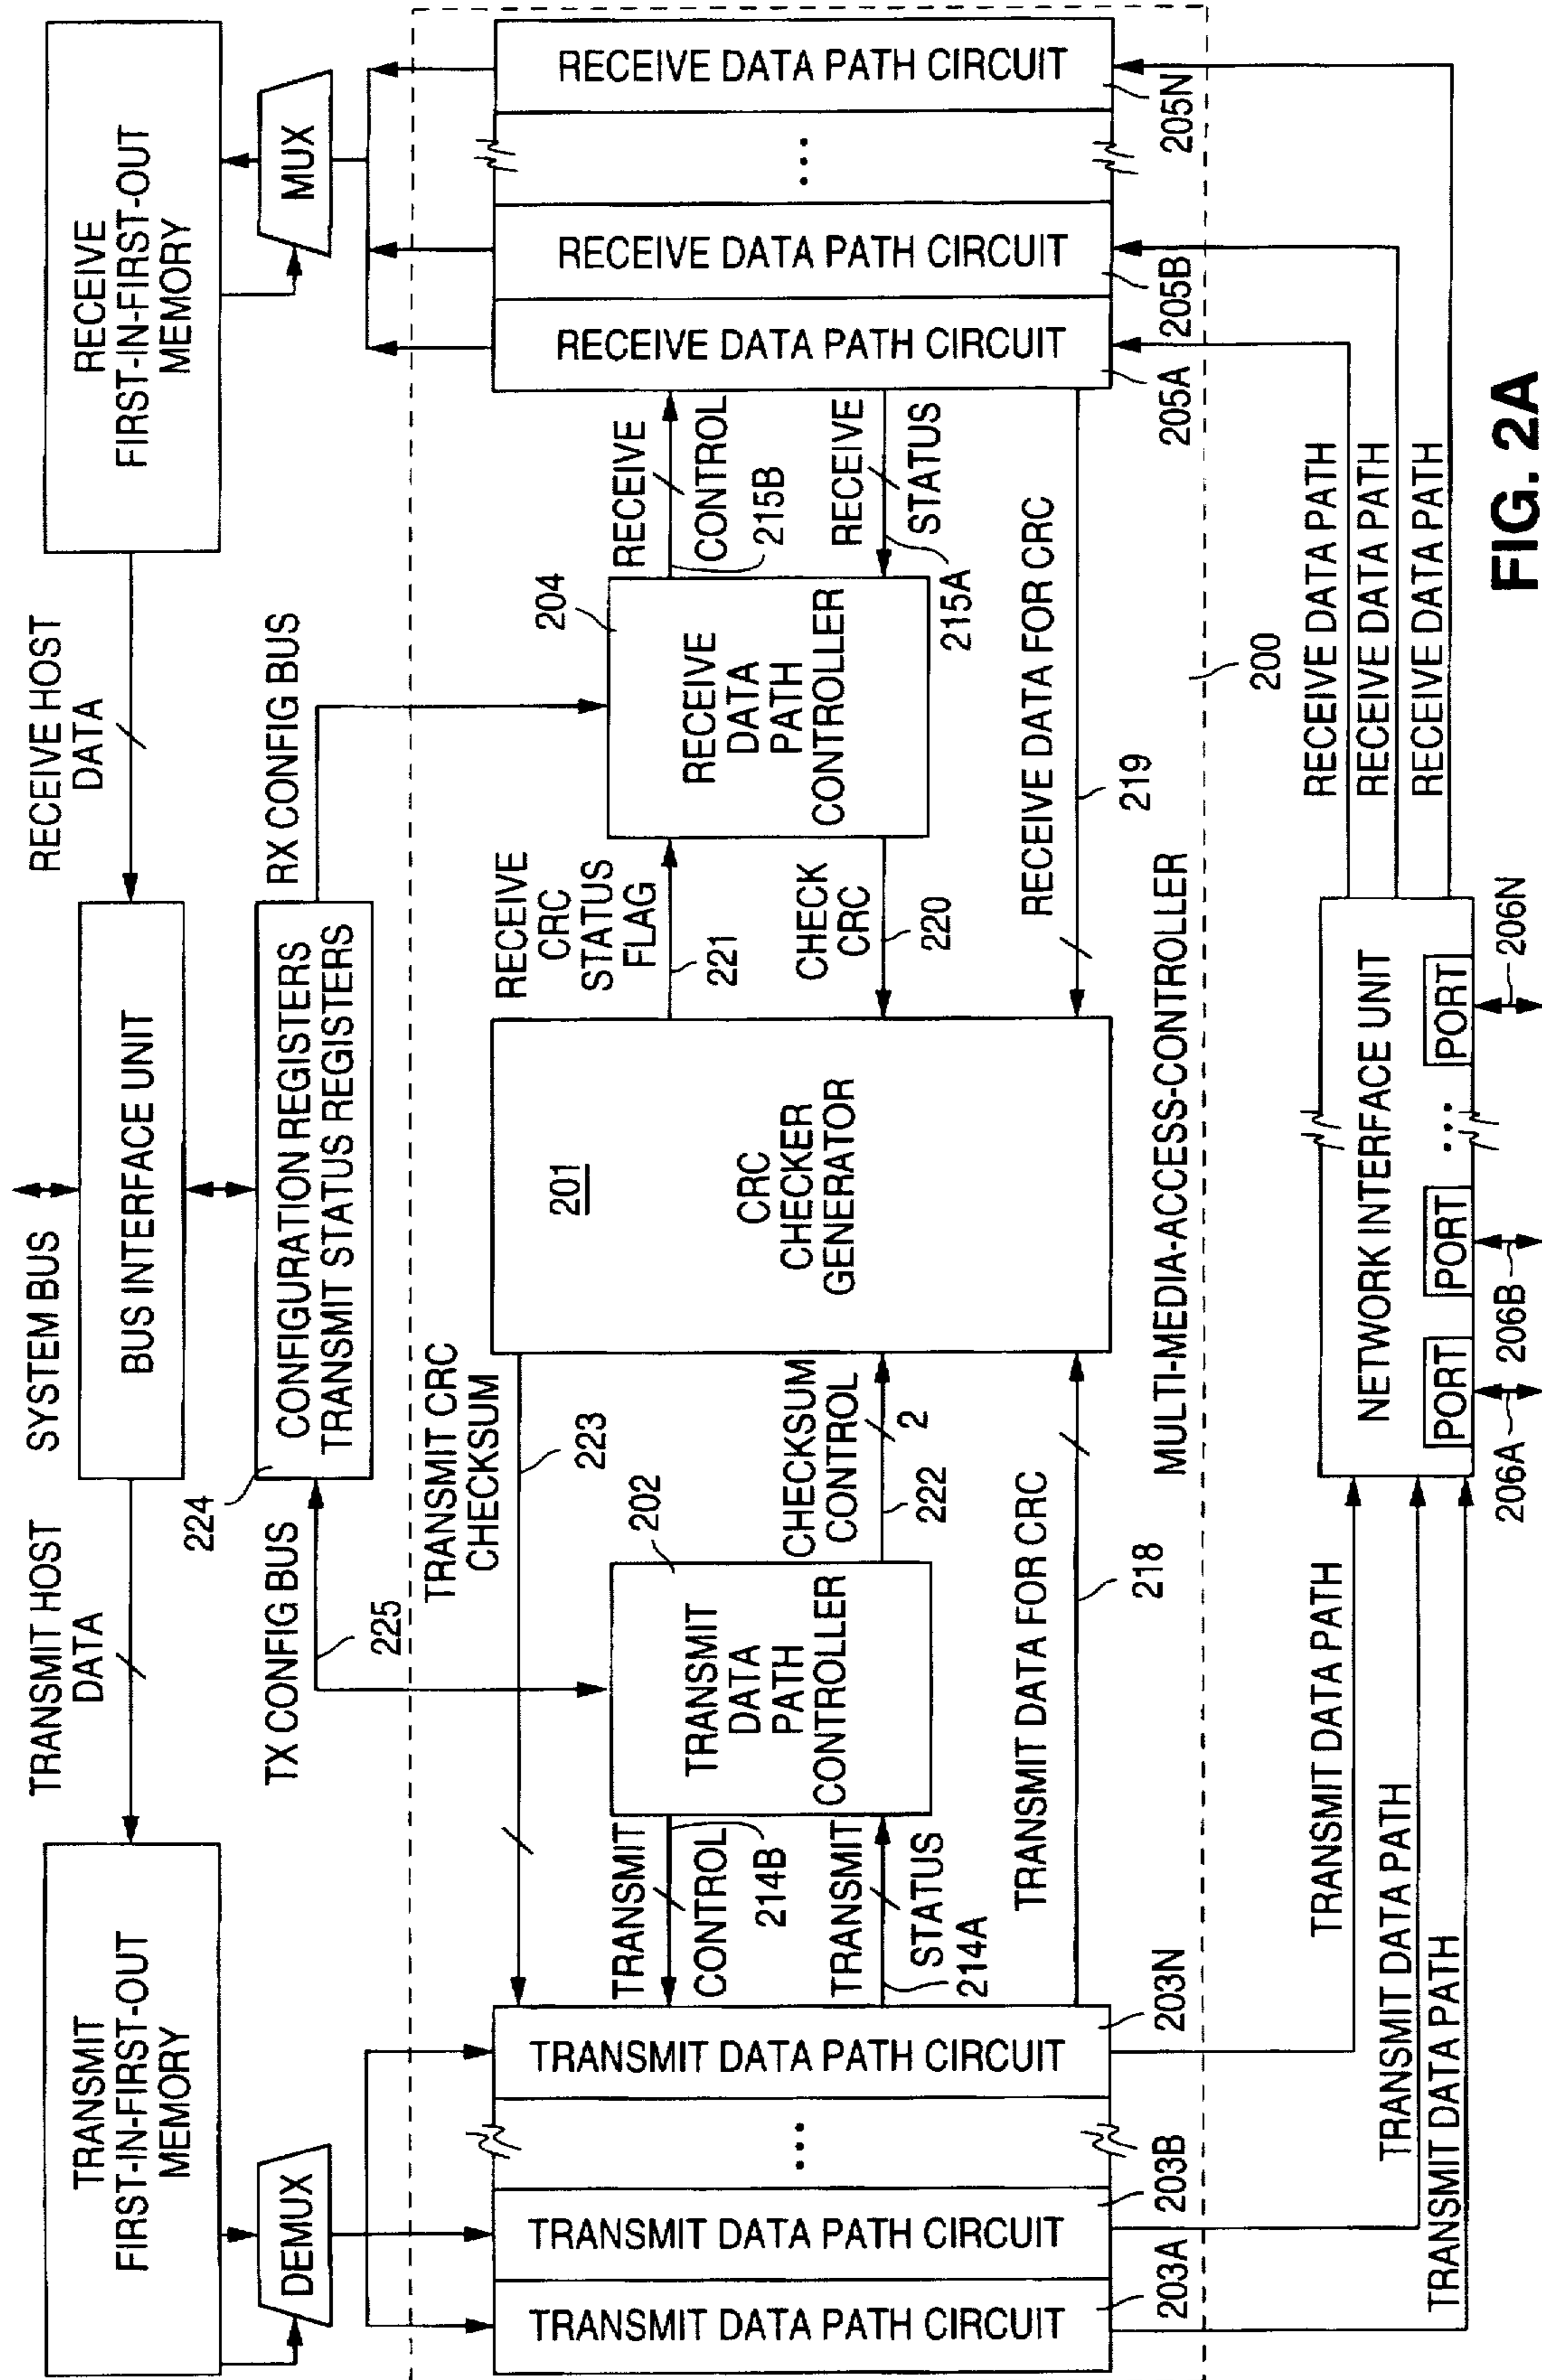 SYSTEM BUS
TRANSMIT
FIRST-IN-FIRST-OUT
MEMORY
TRANSMIT HOST
DATA
BUS INTERFACE UNIT
RECEIVE HOST
DATA
RECEIVE
FIRST-IN-FIRST-OUT
MEMORY
DEMUX
TX CONFIG BUS
225
224
CONFIGURATION REGISTERS
TRANSMIT STATUS REGISTERS
RX CONFIG BUS
MUX
TRANSMIT DATA PATH CIRCUIT
203A
TRANSMIT DATA PATH CIRCUIT
203B
...
TRANSMIT DATA PATH CIRCUIT
203N
TRANSMIT CRC
CHECKSUM
223
TRANSMIT
CONTROL
214B
TRANSMIT
STATUS
214A
202
TRANSMIT
DATA
PATH
CONTROLLER
CHECKSUM
CONTROL
2
222
TRANSMIT DATA FOR CRC
218
201
CRC
CHECKER
GENERATOR
RECEIVE
CRC
STATUS
FLAG
221
CHECK
CRC
220
204
RECEIVE
DATA
PATH
CONTROLLER
RECEIVE
CONTROL
215B
RECEIVE
STATUS
215A
RECEIVE DATA FOR CRC
219
RECEIVE DATA PATH CIRCUIT
205A
RECEIVE DATA PATH CIRCUIT
205B
...
RECEIVE DATA PATH CIRCUIT
205N
MULTI-MEDIA-ACCESS-CONTROLLER
200
TRANSMIT DATA PATH
TRANSMIT DATA PATH
TRANSMIT DATA PATH
NETWORK INTERFACE UNIT
PORT
PORT
...
PORT
206A
206B
206N
RECEIVE DATA PATH
RECEIVE DATA PATH
RECEIVE DATA PATH
FIG. 2A